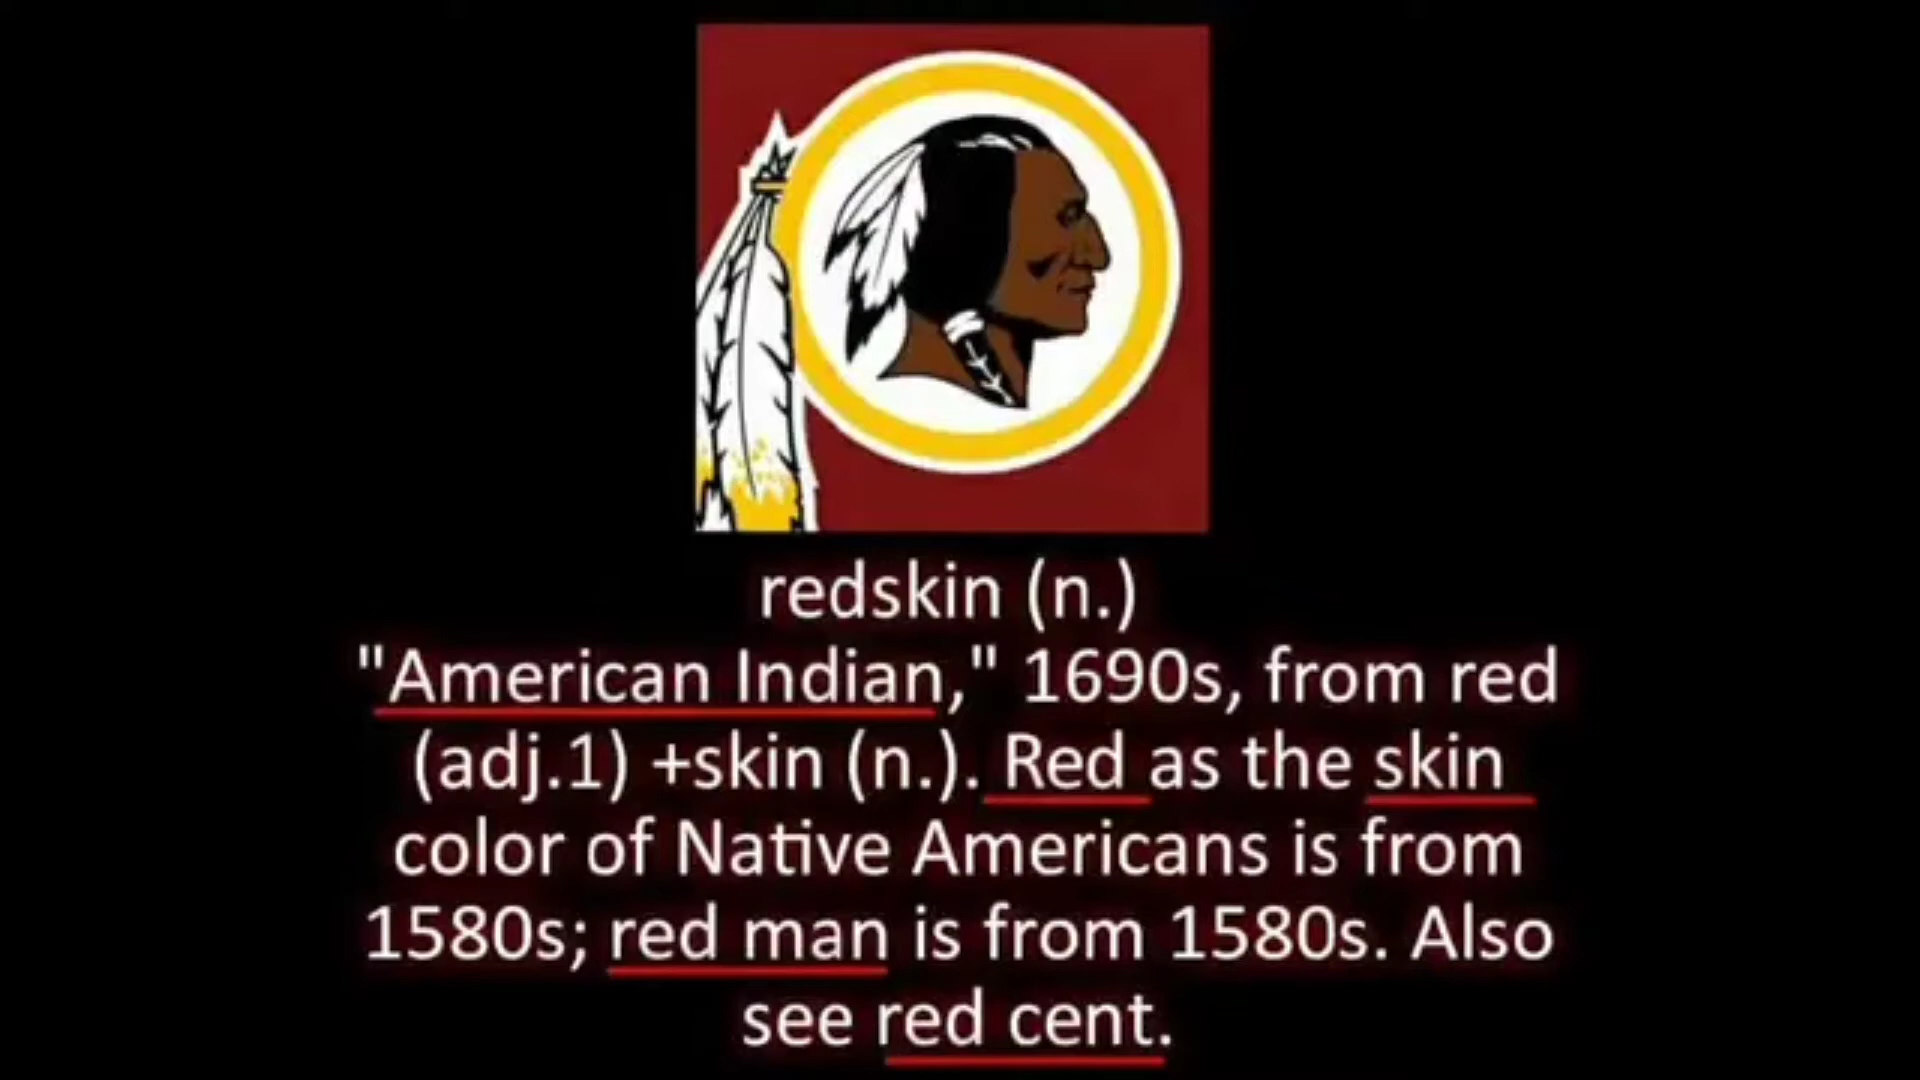 redskin (n.)
"American Indian," 1690s, from red
(adj.1) +skin (n.). Red as the skin
color of Native Americans is from
1580s; red man is from 1580s. Also
see red cent.